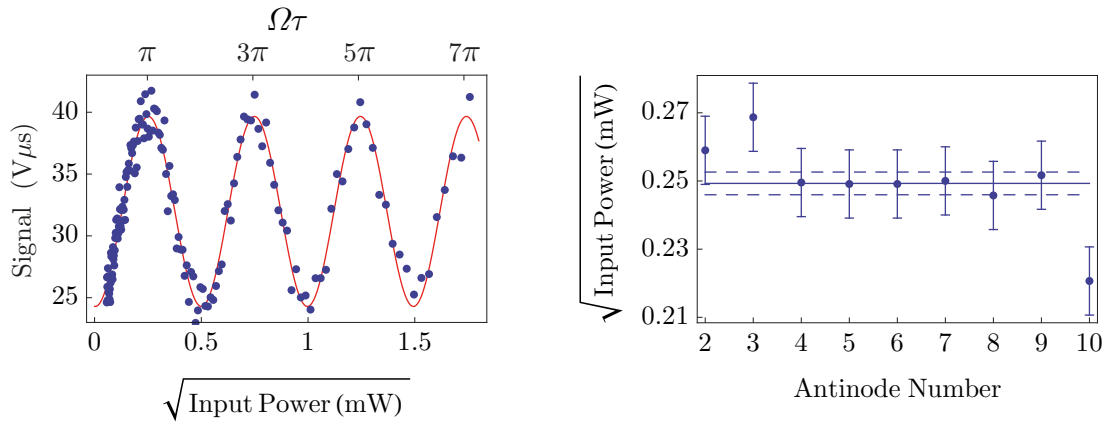 Ωτ
π 3π 5π 7π
40
35
30
25
Signal (Vμs)
0 0.5 1 1.5
√Input Power (mW)
0.27
0.25
0.23
0.21
√Input Power (mW)
2 3 4 5 6 7 8 9 10
Antinode Number